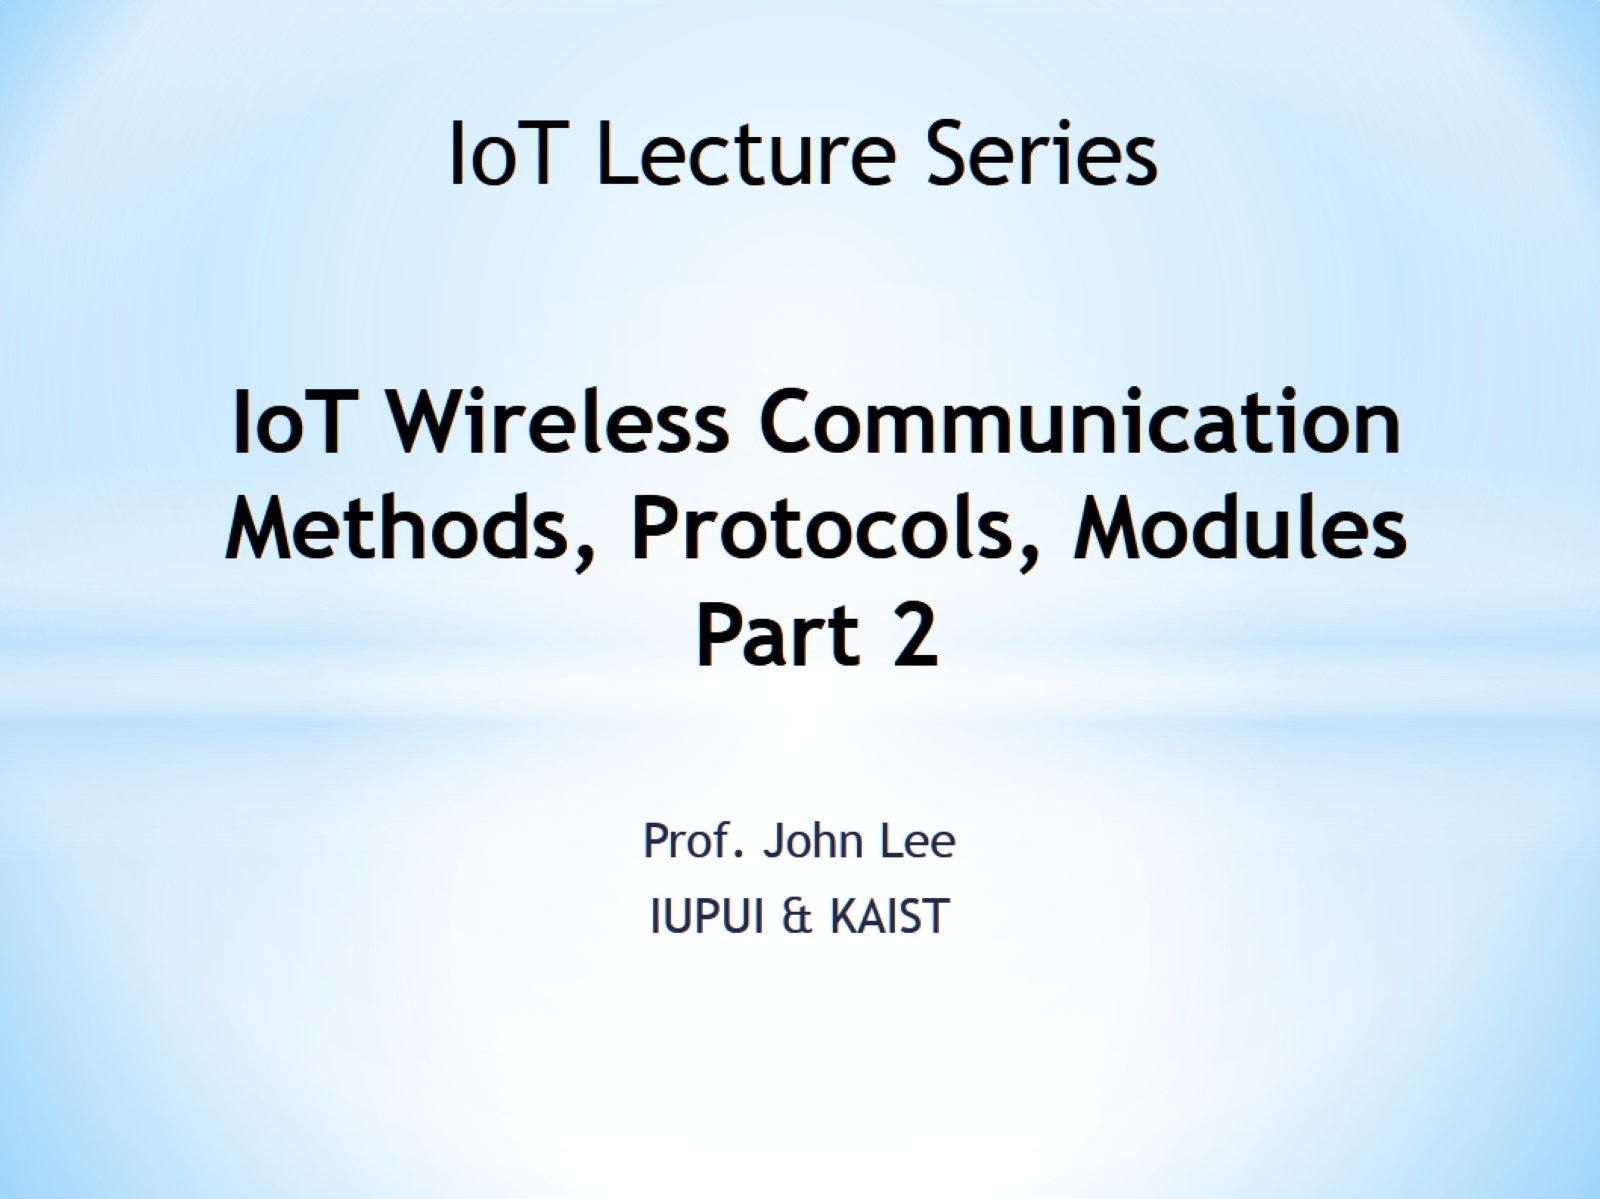 IoT Lecture Series
IoT Wireless Communication
Methods, Protocols, Modules
Part 2
Prof. John Lee
IUPUI & KAIST